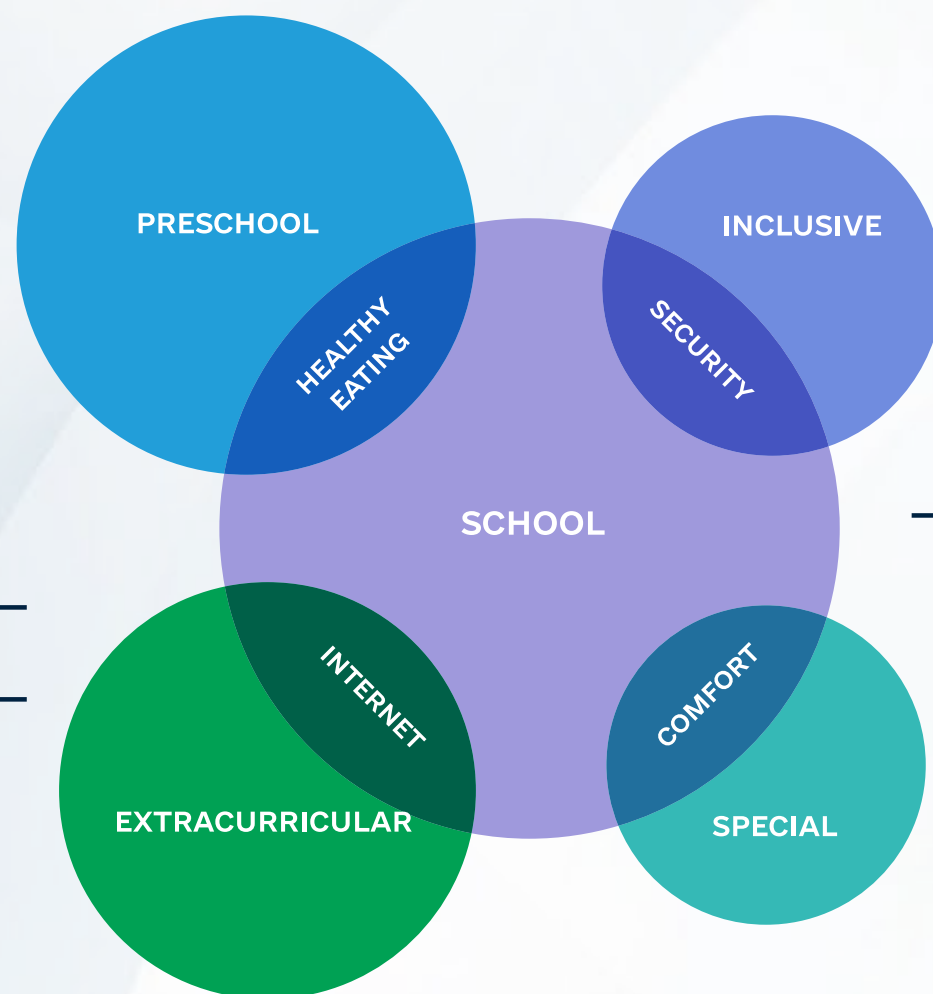 PRESCHOOL
INCLUSIVE
HEALTHY
EATING
SECURITY
SCHOOL
INTERNET
COMFORT
EXTRACURRICULAR
SPECIAL